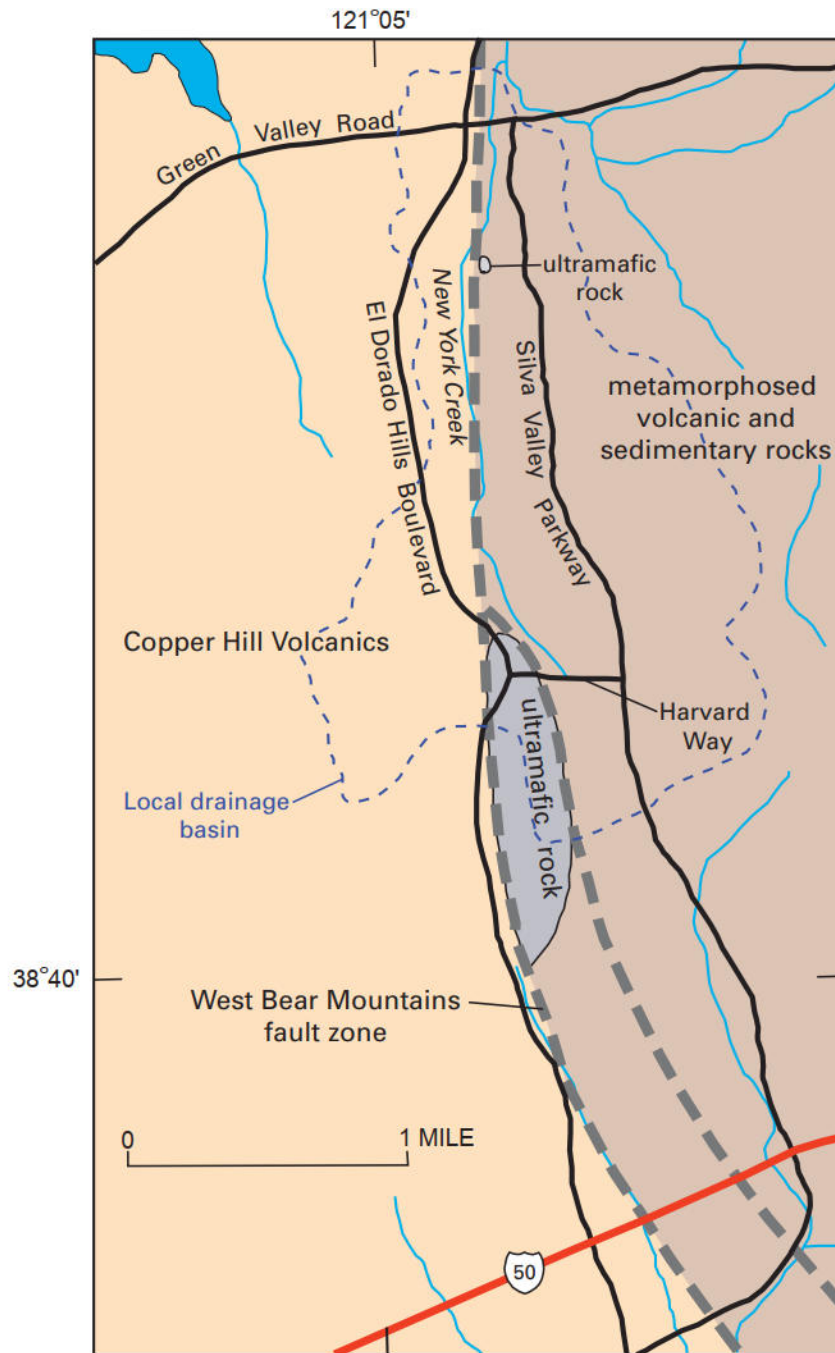 121°05'
Green Valley Road
ultramafic
rock
New York Creek
El Dorado Hills Boulevard
Silva Valley Parkway
metamorphosed
volcanic and
sedimentary rocks
Copper Hill Volcanics
Harvard
Way
ultramafic rock
Local drainage
basin
38°40'
West Bear Mountains
fault zone
0 1 MILE
50